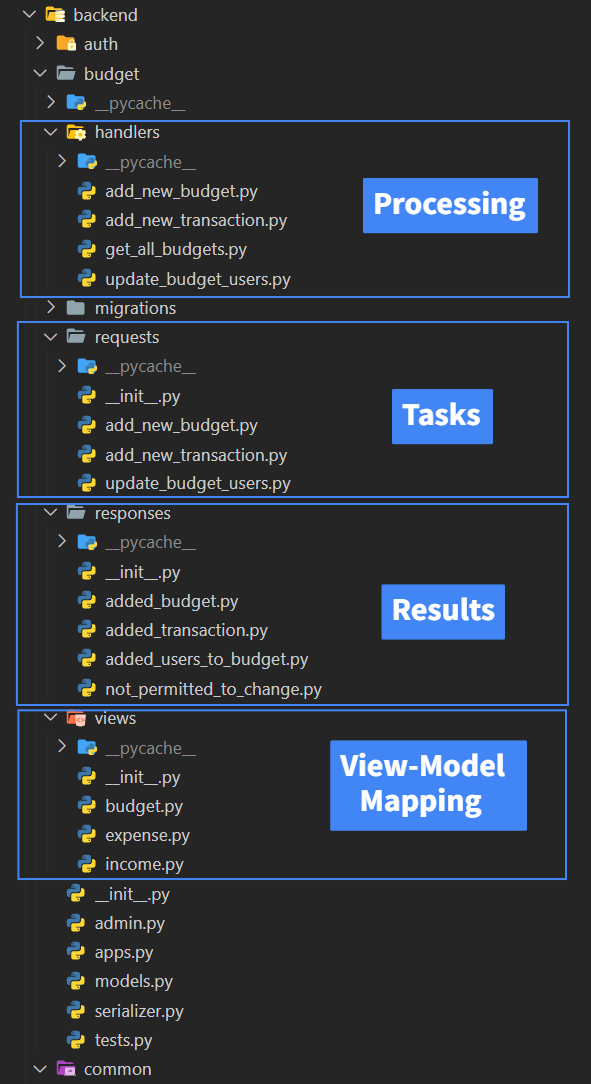 backend
auth
budget
__pycache__
handlers
__pycache__
add_new_budget.py
add_new_transaction.py
get_all_budgets.py
update_budget_users.py
Processing
migrations
requests
__pycache__
__init__.py
add_new_budget.py
add_new_transaction.py
update_budget_users.py
Tasks
responses
__pycache__
__init__.py
added_budget.py
added_transaction.py
added_users_to_budget.py
not_permitted_to_change.py
Results
views
__pycache__
__init__.py
budget.py
expense.py
income.py
View-Model
Mapping
__init__.py
admin.py
apps.py
models.py
serializer.py
tests.py
common